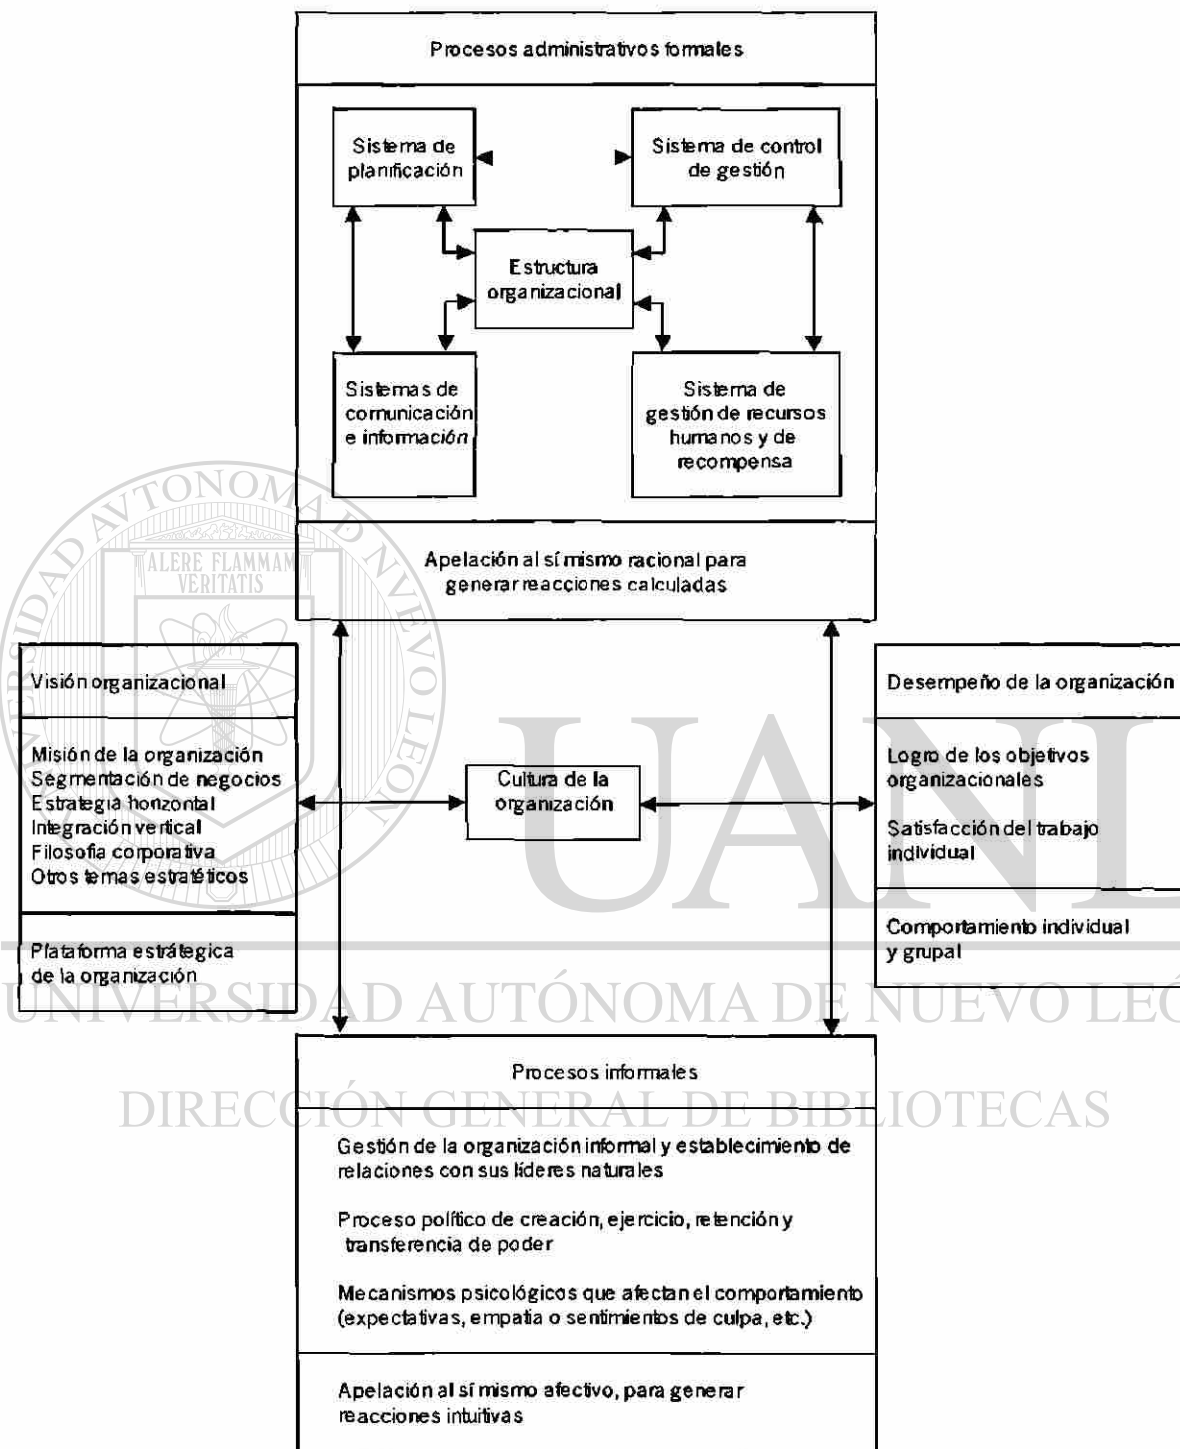 Procesos administrativos formales
Sistema de
planificación
Sistema de control
de gestión
Estructura
organizacional
Sistemas de
comunicación
e información
Sistema de
gestión de recursos
humanos y de
recompensa
Apelación al sí mismo racional para
generar reacciones calculadas
Visión organizacional
Misión de la organización
Segmentación de negocios
Estrategia honzontal
Integración vertical
Filosofía corporativa
Otros temas estratéticos
Plataforma estrátegica
de la organización
Cultura de la
organización
Desempeño de la organización
Logro de los objetivos
organizacionales
Satisfacción del trabajo
individual
Comportamiento individual
y grupal
Procesos informales
Gestión de la organización informal y establecimiento de
relaciones con sus líderes naturales
Proceso político de creación, ejercicio, retención y
transferencia de poder
Mecanismos psicológicos que afectan el comportamiento
(expectativas, empatia o sentimientos de culpa, etc.)
Apelación al sí mismo afectivo, para generar
reacciones intuitivas
ALERE FLAMMAM
VERITATIS
UANL
UNIVERSIDAD AUTÓNOMA DE NUEVO LEÓ
DIRECCIÓN GENERAL DE BIBLIOTECAS